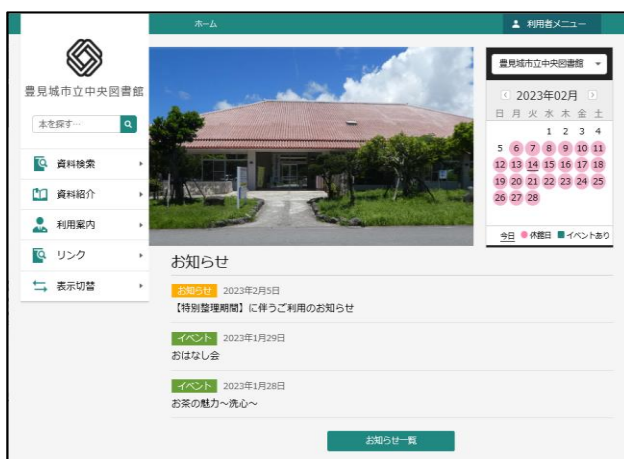 ホーム
利用者メニュー
豊見城市立中央図書館
本を探す…
資料検索
資料紹介
利用案内
リンク
表示切替
豊見城市立中央図書館
2023年02月
日 月 火 水 木 金 土
1 2 3 4
5 6 7 8 9 10 11
12 13 14 15 16 17 18
19 20 21 22 23 24 25
26 27 28
今日 休館日 イベントあり
お知らせ
お知らせ 2023年2月5日
【特別整理期間】に伴うご利用のお知らせ
イベント 2023年1月29日
おはなし会
イベント 2023年1月28日
お茶の魅力～洗心～
お知らせ一覧